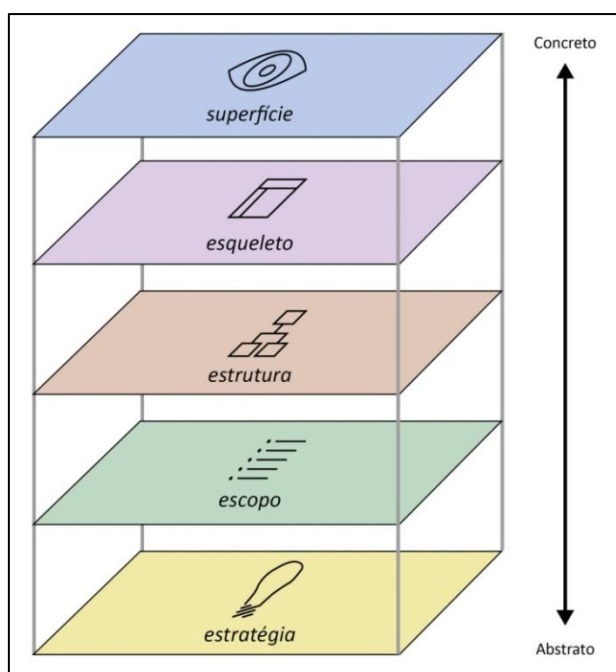 Concreto
superfície
esqueleto
estrutura
escopo
estratégia
Abstrato